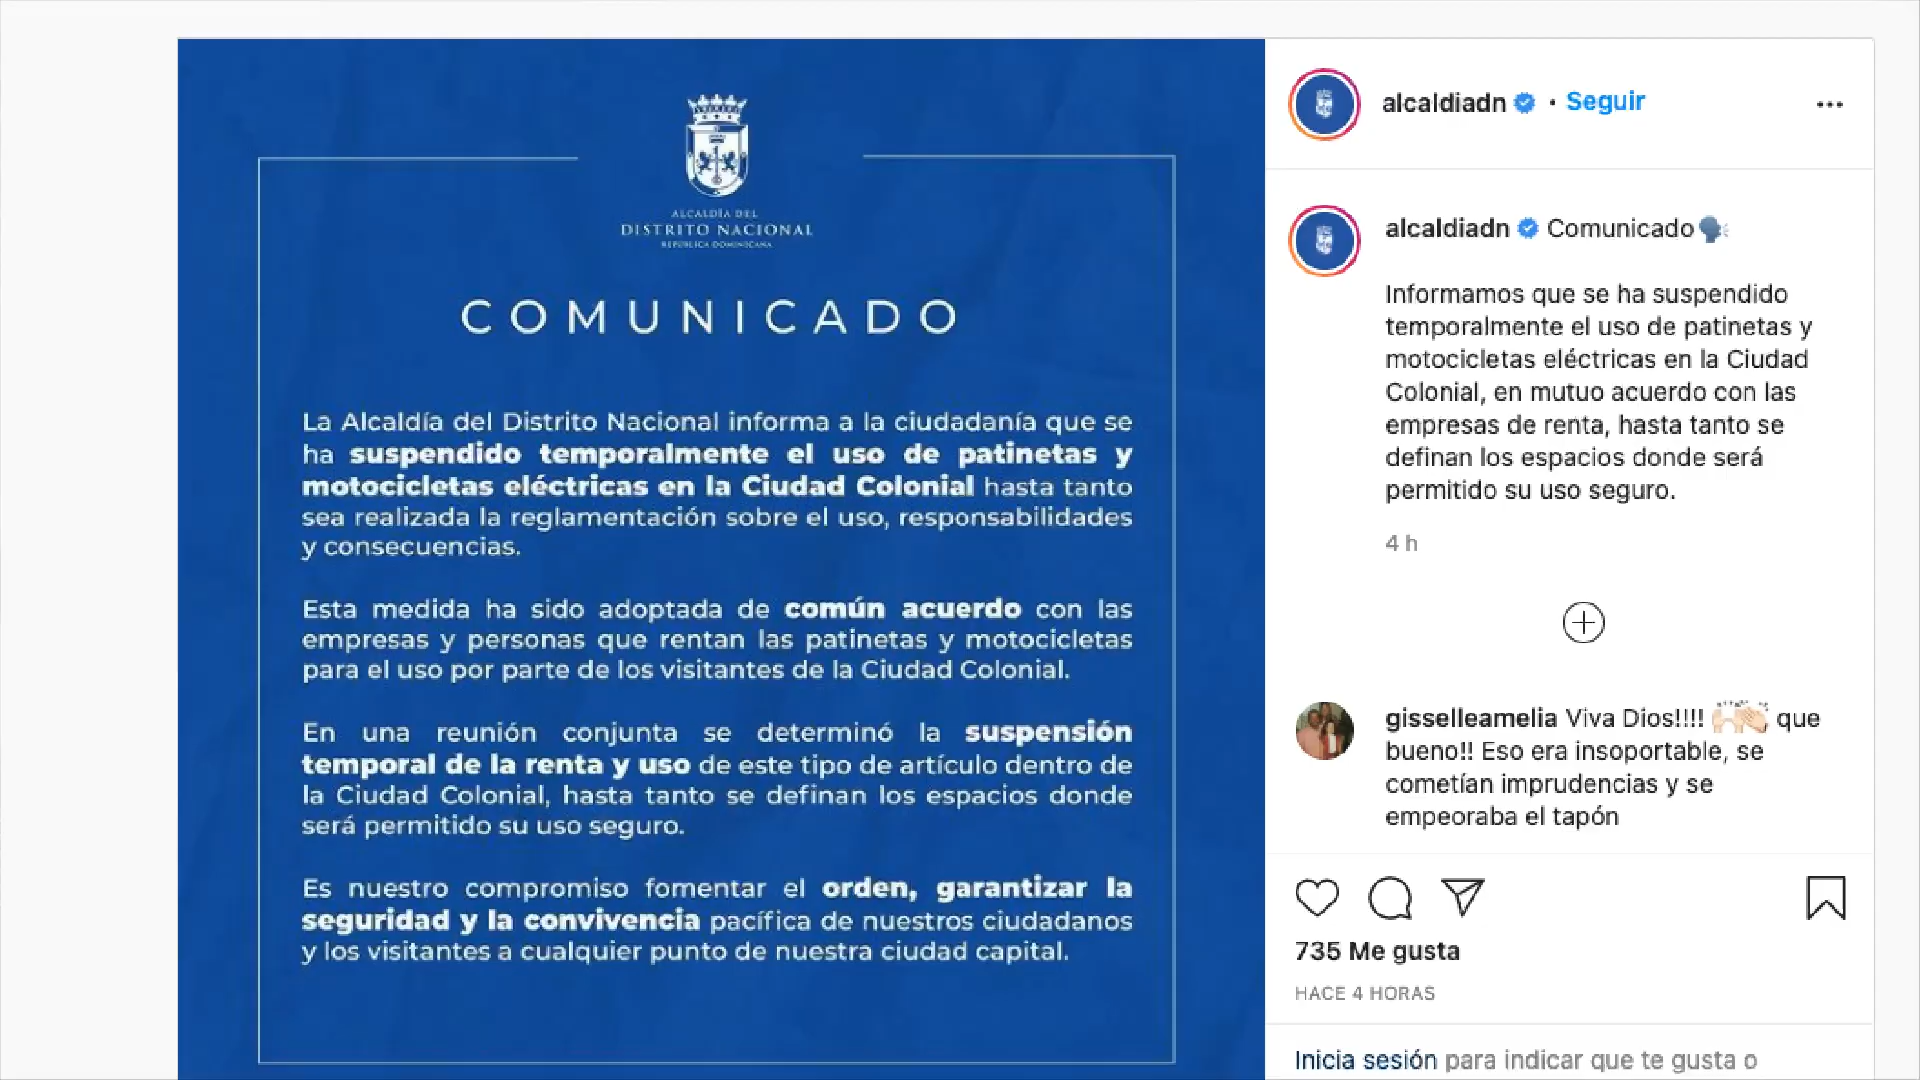 ALCALDÍA DEL
DISTRITO NACIONAL
REPÚBLICA DOMINICANA
COMUNICADO
La Alcaldía del Distrito Nacional informa a la ciudadanía que se
ha suspendido temporalmente el uso de patinetas y
motocicletas eléctricas en la Ciudad Colonial hasta tanto
sea realizada la reglamentación sobre el uso, responsabilidades
y consecuencias.
Esta medida ha sido adoptada de común acuerdo con las
empresas y personas que rentan las patinetas y motocicletas
para el uso por parte de los visitantes de la Ciudad Colonial.
En una reunión conjunta se determinó la suspensión
temporal de la renta y uso de este tipo de artículo dentro de
la Ciudad Colonial, hasta tanto se definan los espacios donde
será permitido su uso seguro.
Es nuestro compromiso fomentar el orden, garantizar la
seguridad y la convivencia pacífica de nuestros ciudadanos
y los visitantes a cualquier punto de nuestra ciudad capital.
alcaldiadn • Seguir
alcaldiadn Comunicado🗣️
Informamos que se ha suspendido
temporalmente el uso de patinetas y
motocicletas eléctricas en la Ciudad
Colonial, en mutuo acuerdo con las
empresas de renta, hasta tanto se
definan los espacios donde será
permitido su uso seguro.
4 h
gisselleamelia Viva Dios!!!! 🙌🏻👏🏻 que
bueno!! Eso era insoportable, se
cometían imprudencias y se
empeoraba el tapón
735 Me gusta
HACE 4 HORAS
Inicia sesión para indicar que te gusta o